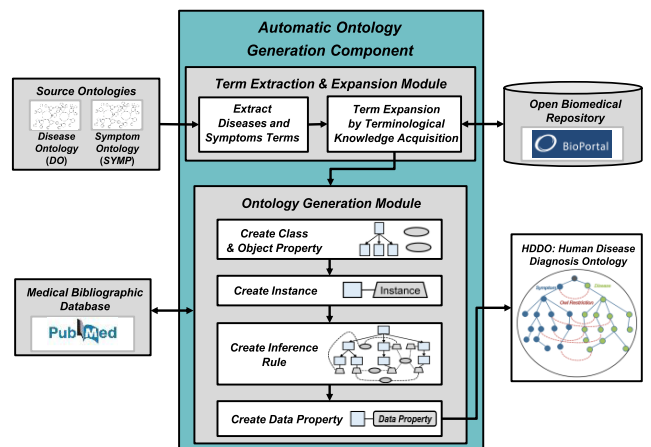 Automatic Ontology
Generation Component
Term Extraction & Expansion Module
Source Ontologies
Disease
Ontology
(DO)
Symptom
Ontology
(SYMP)
Extract
Diseases and
Symptoms Terms
Term Expansion
by Terminological
Knowledge Acquisition
Open Biomedical
Repository
BioPortal
Ontology Generation Module
Create Class
& Object Property
Create Instance
Instance
Create Inference
Rule
Create Data Property
Data Property
Medical Bibliographic
Database
PubMed
HDDO: Human Disease
Diagnosis Ontology
Symptom
Disease
Owl Restriction